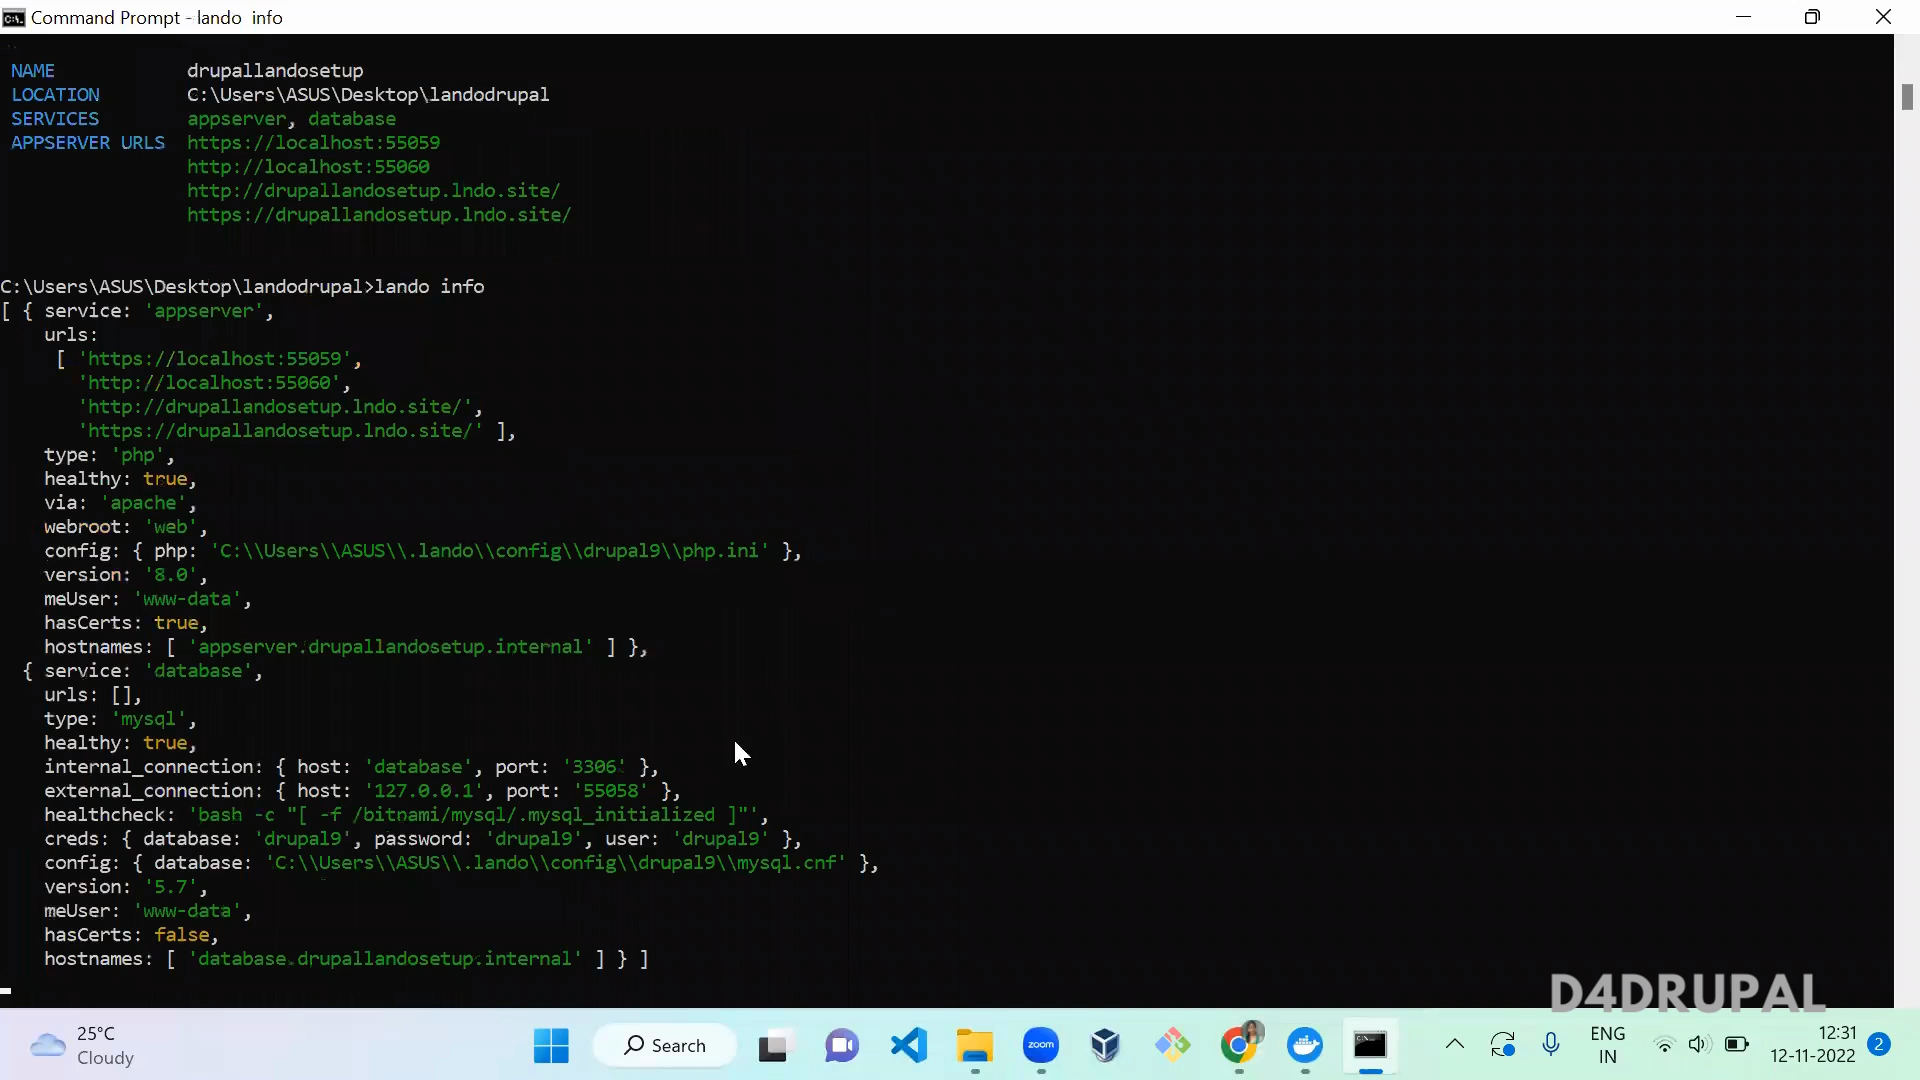 Command Prompt - lando  info
NAME drupallandosetup
LOCATION C:\Users\ASUS\Desktop\landodrupal
SERVICES appserver, database
APPSERVER URLS https://localhost:55059
http://localhost:55060
http://drupallandosetup.lndo.site/
https://drupallandosetup.lndo.site/
C:\Users\ASUS\Desktop\landodrupal>lando info
[ { service: 'appserver',
urls:
[ 'https://localhost:55059',
'http://localhost:55060',
'http://drupallandosetup.lndo.site/',
'https://drupallandosetup.lndo.site/' ],
type: 'php',
healthy: true,
via: 'apache',
webroot: 'web',
config: { php: 'C:\\Users\\ASUS\\.lando\\config\\drupal9\\php.ini' },
version: '8.0',
meUser: 'www-data',
hasCerts: true,
hostnames: [ 'appserver.drupallandosetup.internal' ] },
{ service: 'database',
urls: [],
type: 'mysql',
healthy: true,
internal_connection: { host: 'database', port: '3306' },
external_connection: { host: '127.0.0.1', port: '55058' },
healthcheck: 'bash -c "[ -f /bitnami/mysql/.mysql_initialized ]"',
creds: { database: 'drupal9', password: 'drupal9', user: 'drupal9' },
config: { database: 'C:\\Users\\ASUS\\.lando\\config\\drupal9\\mysql.cnf' },
version: '5.7',
meUser: 'www-data',
hasCerts: false,
hostnames: [ 'database.drupallandosetup.internal' ] } ]
D4DRUPAL
25°C
Cloudy
Search
zoom
ENG
IN
12:31
12-11-2022
2